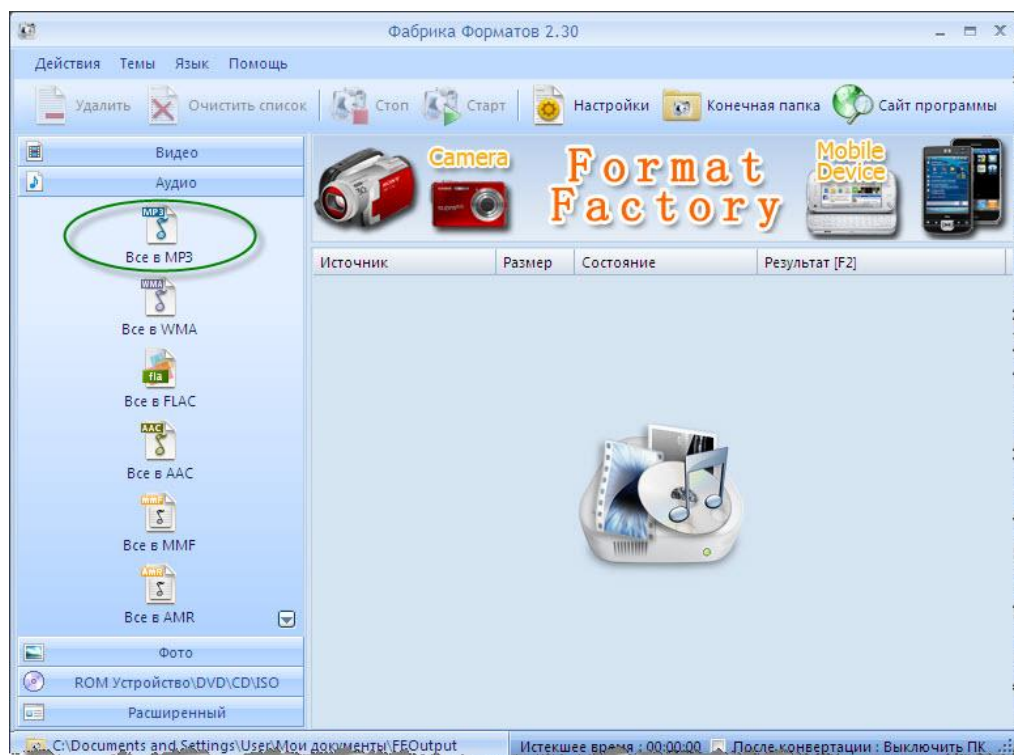 Фабрика Форматов 2.30
Действия Темы Язык Помощь
Удалить Очистить список Стоп Старт Настройки Конечная папка Сайт программы
Видео
Аудио
MP3
Все в MP3
WMA
Все в WMA
fla
Все в FLAC
AAC
Все в AAC
MMF
Все в MMF
AMR
Все в AMR
Фото
ROM Устройство\DVD\CD\ISO
Расширенный
Camera
Format
Factory
Mobile
Device
Источник Размер Состояние Результат [F2]
C:\Documents and Settings\User\Мои документы\FFOutput Истекшее время : 00:00:00 После конвертации : Выключить ПК